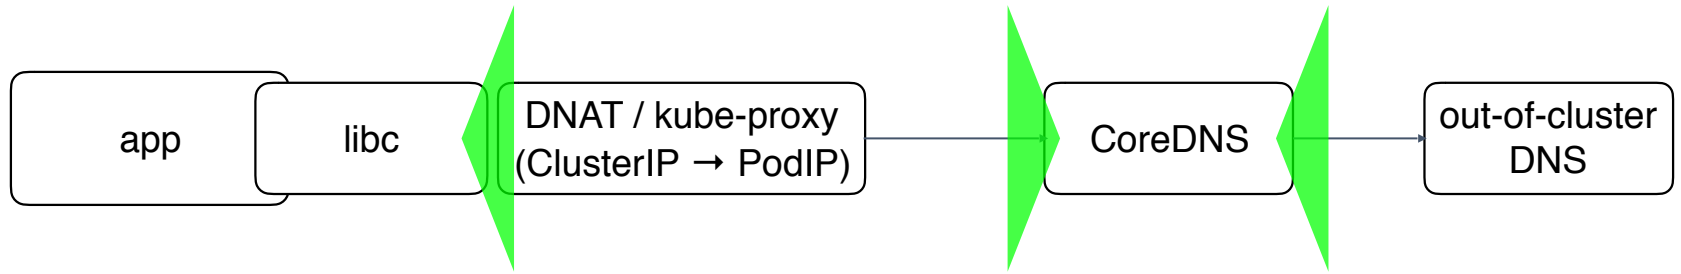 app
libc
DNAT / kube-proxy
(ClusterIP → PodIP)
CoreDNS
out-of-cluster
DNS